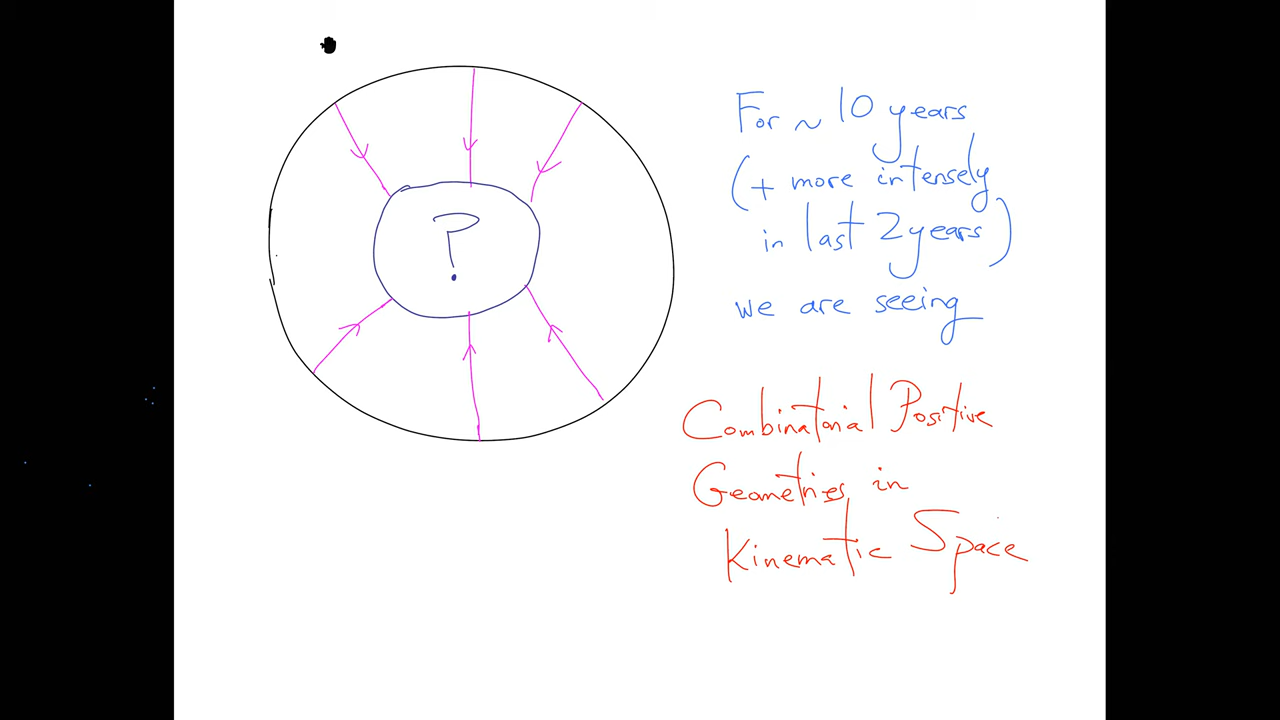 ?
For ~ 10 years
(+ more intensely
in last 2 years)
we are seeing
Combinatorial Positive
Geometries in
Kinematic Space